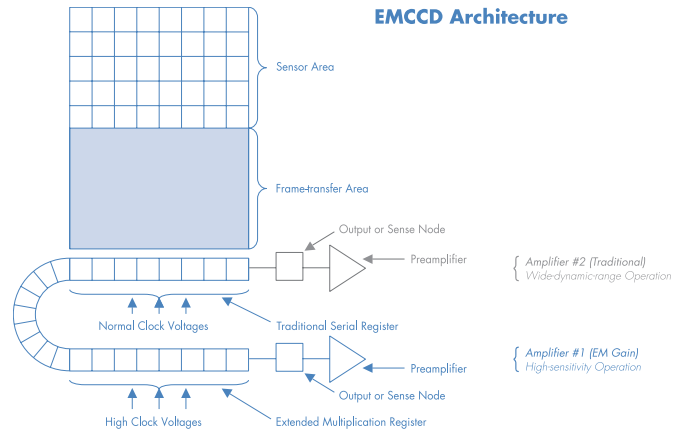 EMCCD Architecture
Sensor Area
Frame-transfer Area
Output or Sense Node
Preamplifier
Amplifier #2 (Traditional)
Wide-dynamic-range Operation
Normal Clock Voltages
Traditional Serial Register
Amplifier #1 (EM Gain)
High-sensitivity Operation
Preamplifier
Output or Sense Node
High Clock Voltages
Extended Multiplication Register